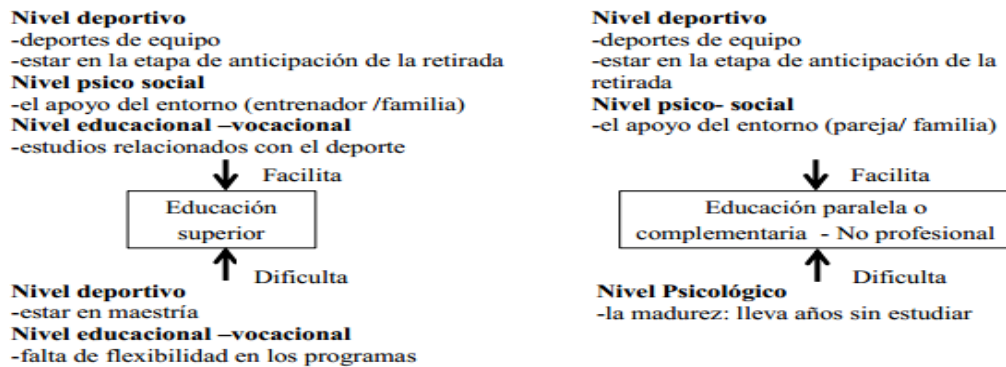 Nivel deportivo
-deportes de equipo
-estar en la etapa de anticipación de la retirada
Nivel psico social
-el apoyo del entorno (entrenador /familia)
Nivel educacional –vocacional
-estudios relacionados con el deporte
Facilita
Educación
superior
Dificulta
Nivel deportivo
-estar en maestría
Nivel educacional –vocacional
-falta de flexibilidad en los programas
Nivel deportivo
-deportes de equipo
-estar en la etapa de anticipación de la
retirada
Nivel psico- social
-el apoyo del entorno (pareja/ familia)
Facilita
Educación paralela o
complementaria - No profesional
Dificulta
Nivel Psicológico
-la madurez: lleva años sin estudiar